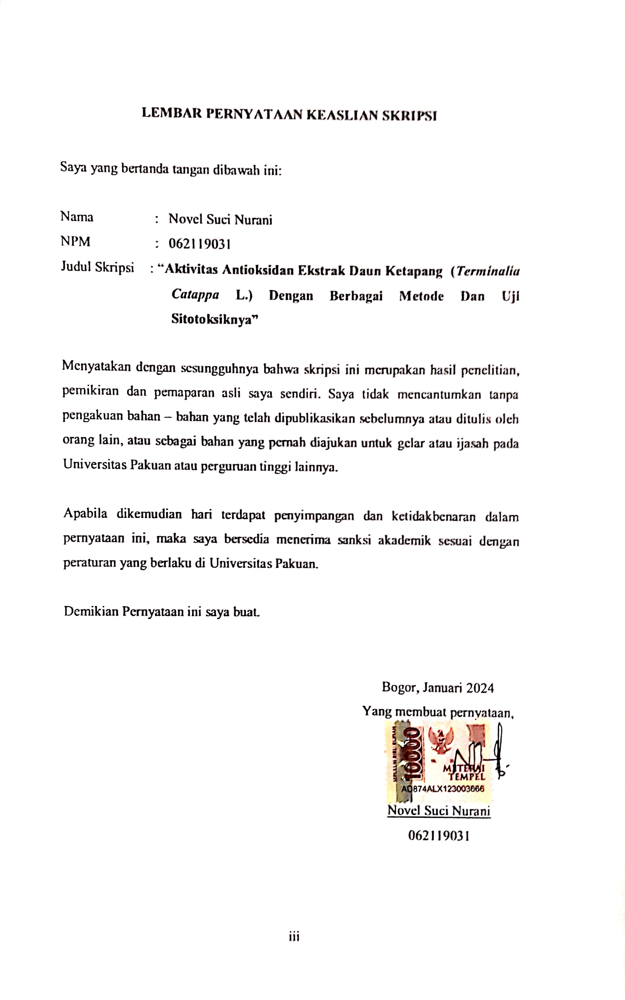 LEMBAR PERNYATAAN KEASLIAN SKRIPSI
Saya yang bertanda tangan dibawah ini:
Nama : Novel Suci Nurani
NPM : 062119031
Judul Skripsi : “Aktivitas Antioksidan Ekstrak Daun Ketapang (Terminalia
Catappa L.) Dengan Berbagai Metode Dan Uji
Sitotoksiknya”
Menyatakan dengan sesungguhnya bahwa skripsi ini merupakan hasil penelitian,
pemikiran dan pemaparan asli saya sendiri. Saya tidak mencantumkan tanpa
pengakuan bahan – bahan yang telah dipublikasikan sebelumnya atau ditulis oleh
orang lain, atau sebagai bahan yang pernah diajukan untuk gelar atau ijasah pada
Universitas Pakuan atau perguruan tinggi lainnya.
Apabila dikemudian hari terdapat penyimpangan dan ketidakbenaran dalam
pernyataan ini, maka saya bersedia menerima sanksi akademik sesuai dengan
peraturan yang berlaku di Universitas Pakuan.
Demikian Pernyataan ini saya buat.
Bogor, Januari 2024
Yang membuat pernyataan,
SEPULUH RIBU RUPIAH
10000
METERAI
TEMPEL
AD874ALX123003666
Novel Suci Nurani
062119031
iii